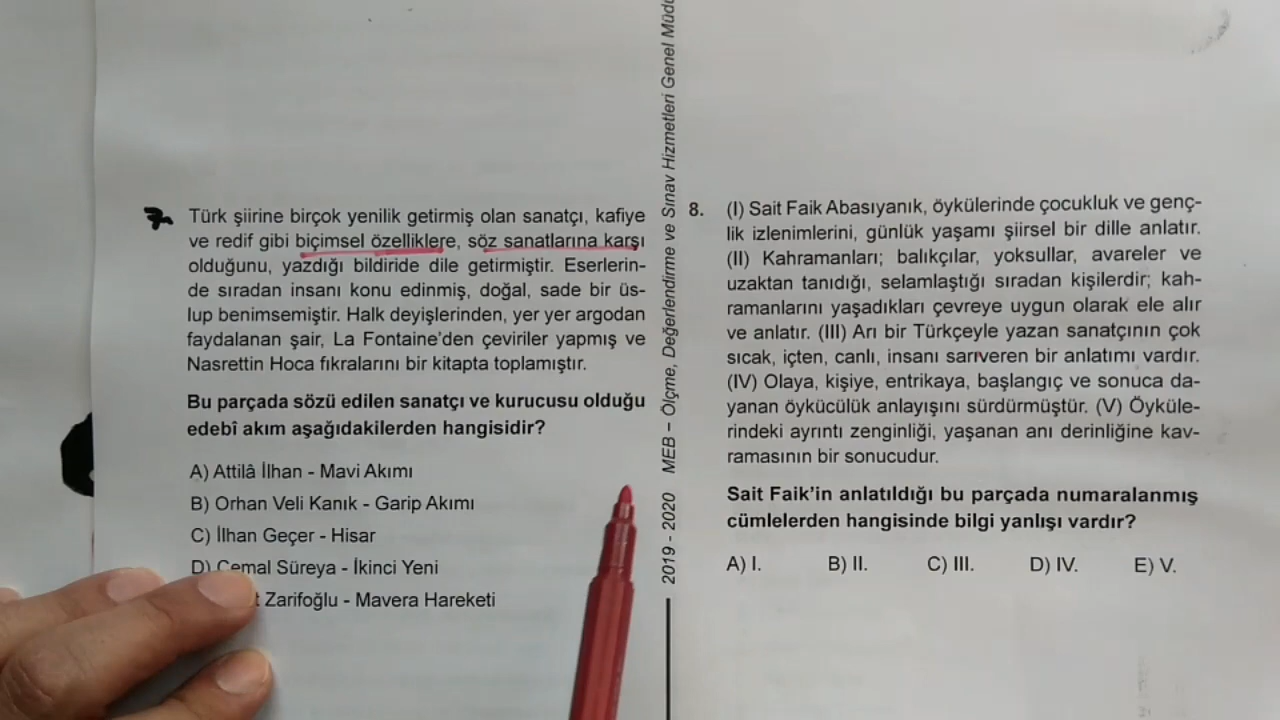 7.
Türk şiirine birçok yenilik getirmiş olan sanatçı, kafiye
ve redif gibi biçimsel özelliklere, söz sanatlarına karşı
olduğunu, yazdığı bildiride dile getirmiştir. Eserlerin-
de sıradan insanı konu edinmiş, doğal, sade bir üs-
lup benimsemiştir. Halk deyişlerinden, yer yer argodan
faydalanan şair, La Fontaine'den çeviriler yapmış ve
Nasrettin Hoca fıkralarını bir kitapta toplamıştır.
Bu parçada sözü edilen sanatçı ve kurucusu olduğu
edebî akım aşağıdakilerden hangisidir?
A) Attilâ İlhan - Mavi Akımı
B) Orhan Veli Kanık - Garip Akımı
C) İlhan Geçer - Hisar
D) Cemal Süreya - İkinci Yeni
Zarifoğlu - Mavera Hareketi
2019 - 2020 MEB – Ölçme, Değerlendirme ve Sınav Hizmetleri Genel
8. (I) Sait Faik Abasıyanık, öykülerinde çocukluk ve genç-
lik izlenimlerini, günlük yaşamı şiirsel bir dille anlatır.
(II) Kahramanları; balıkçılar, yoksullar, avareler ve
uzaktan tanıdığı, selamlaştığı sıradan kişilerdir; kah-
ramanlarını yaşadıkları çevreye uygun olarak ele alır
ve anlatır. (III) Arı bir Türkçeyle yazan sanatçının çok
sıcak, içten, canlı, insanı sarıveren bir anlatımı vardır.
(IV) Olaya, kişiye, entrikaya, başlangıç ve sonuca da-
yanan öykücülük anlayışını sürdürmüştür. (V) Öyküle-
rindeki ayrıntı zenginliği, yaşanan anı derinliğine kav-
ramasının bir sonucudur.
Sait Faik'in anlatıldığı bu parçada numaralanmış
cümlelerden hangisinde bilgi yanlışı vardır?
A) I. B) II. C) III. D) IV. E) V.